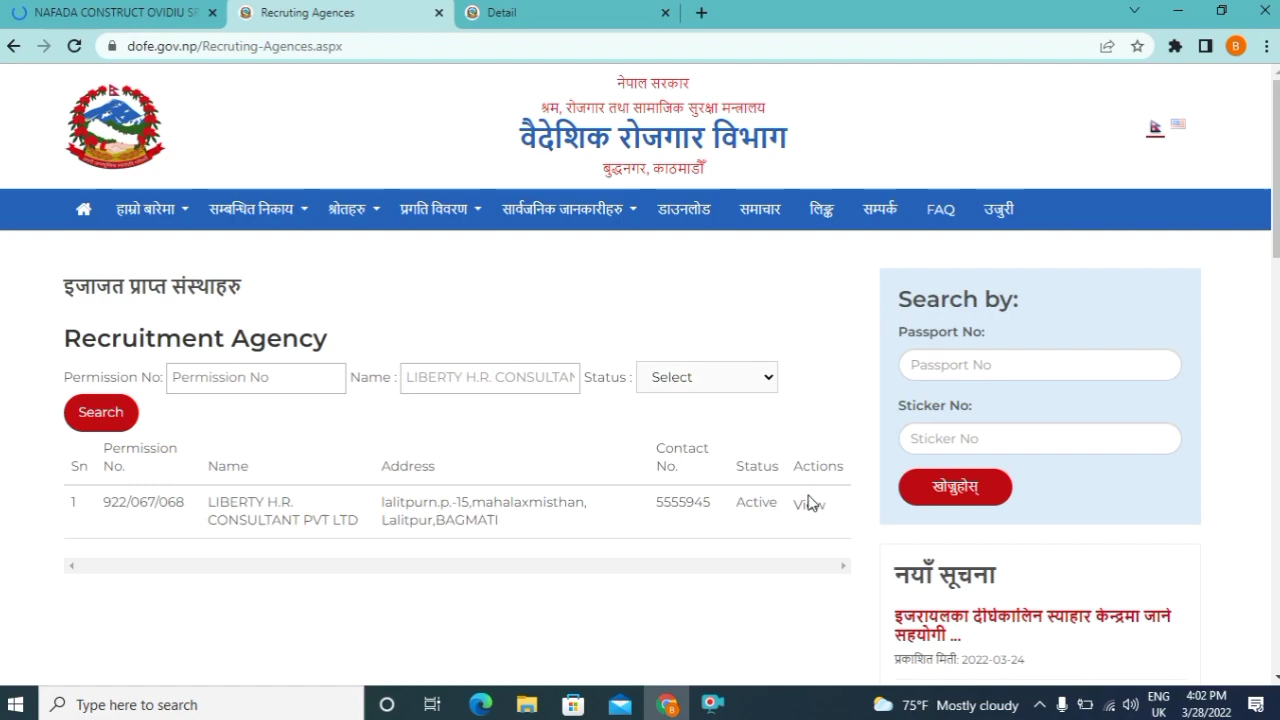 NAFADA CONSTRUCT OVIDIU SR
Recruting Agences
Detail
dofe.gov.np/Recruting-Agences.aspx
B
नेपाल सरकार
श्रम, रोजगार तथा सामाजिक सुरक्षा मन्त्रालय
वैदेशिक रोजगार विभाग
बुद्धनगर, काठमाडौँ
हाम्रो बारेमा
सम्बन्धित निकाय
श्रोतहरु
प्रगति विवरण
सार्वजनिक जानकारीहरु
डाउनलोड
समाचार
लिङ्क
सम्पर्क
FAQ
उजुरी
इजाजत प्राप्त संस्थाहरु
Recruitment Agency
Permission No: Permission No Name : LIBERTY H.R. CONSULTAN Status : Select
Search
Sn Permission No. Name Address Contact No. Status Actions
1 922/067/068 LIBERTY H.R. lalitpurn.p.-15,mahalaxmisthan, 5555945 Active View
CONSULTANT PVT LTD Lalitpur,BAGMATI
Search by:
Passport No:
Passport No
Sticker No:
Sticker No
खोज्नुहोस्
नयाँ सूचना
इजरायलका दीर्घकालिन स्याहार केन्द्रमा जाने
सहयोगी ...
प्रकाशित मिती: 2022-03-24
Type here to search
75°F Mostly cloudy
ENG
UK
4:02 PM
3/28/2022